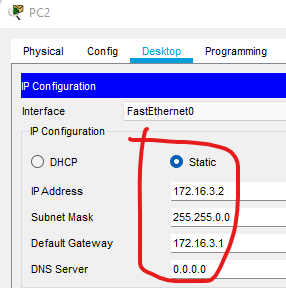 PC2
Physical Config Desktop Programming
IP Configuration
Interface FastEthernet0
IP Configuration
DHCP Static
IP Address 172.16.3.2
Subnet Mask 255.255.0.0
Default Gateway 172.16.3.1
DNS Server 0.0.0.0